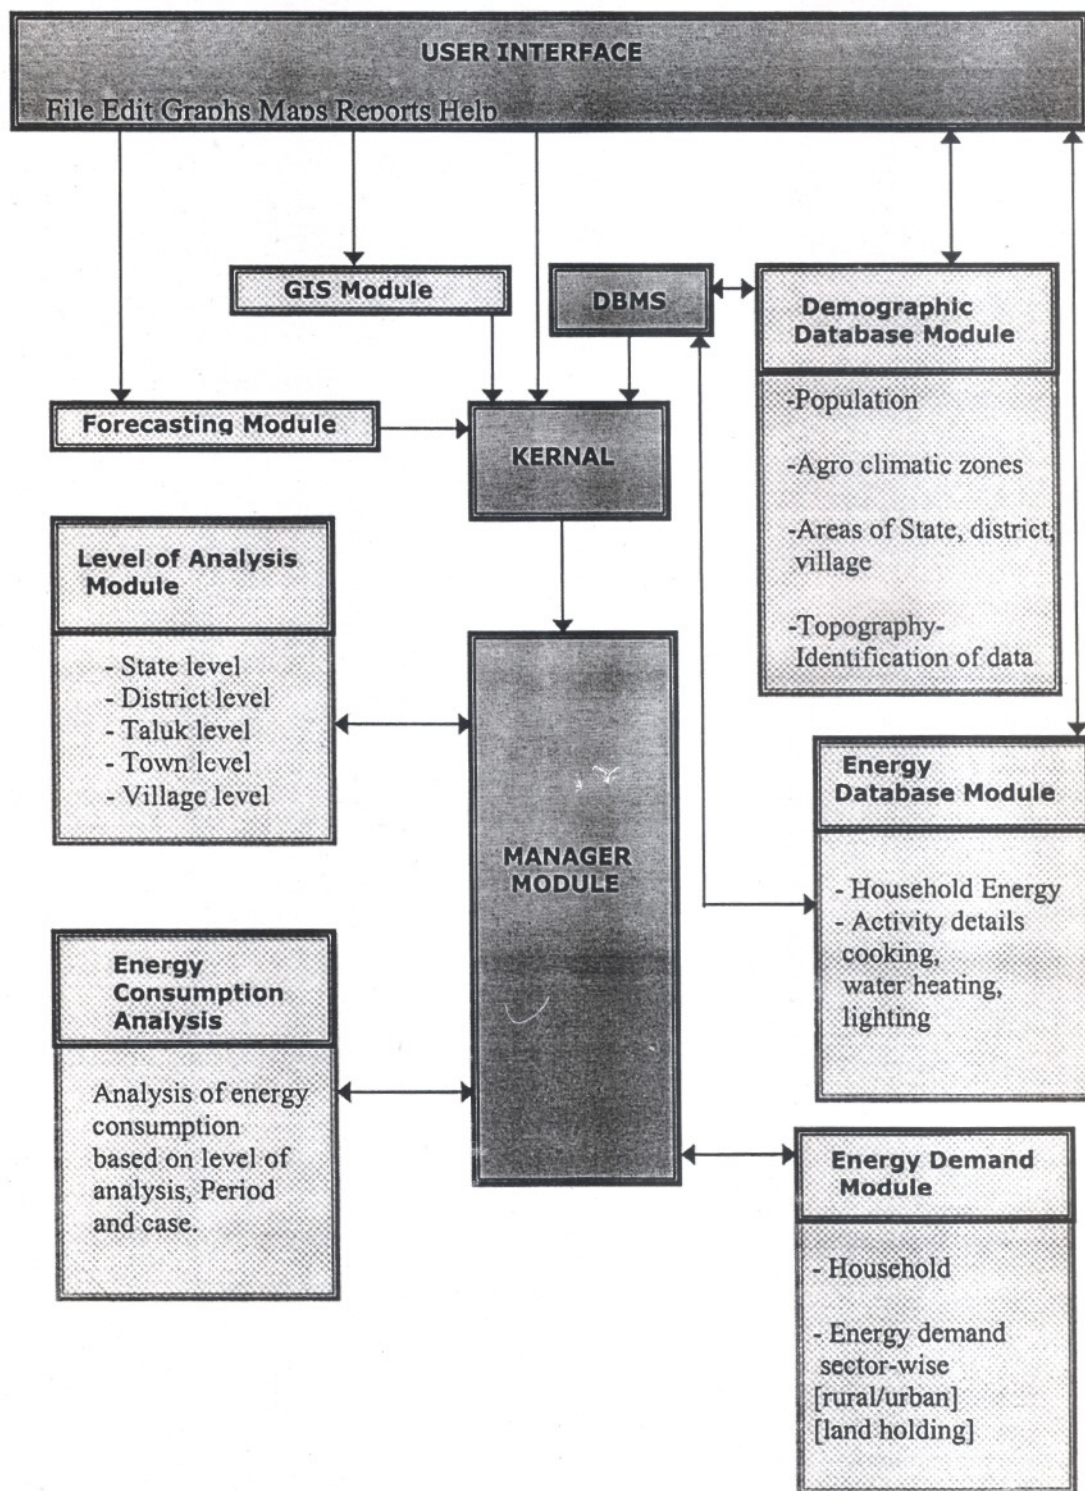 USER INTERFACE
File Edit Graphs Maps Reports Help
GIS Module
DBMS
Demographic
Database Module
-Population
-Agro climatic zones
-Areas of State, district,
village
-Topography-
Identification of data
Forecasting Module
KERNAL
Level of Analysis
Module
- State level
- District level
- Taluk level
- Town level
- Village level
MANAGER
MODULE
Energy
Database Module
- Household Energy
- Activity details
cooking,
water heating,
lighting
Energy
Consumption
Analysis
Analysis of energy
consumption
based on level of
analysis, Period
and case.
Energy Demand
Module
- Household
- Energy demand
sector-wise
[rural/urban]
[land holding]